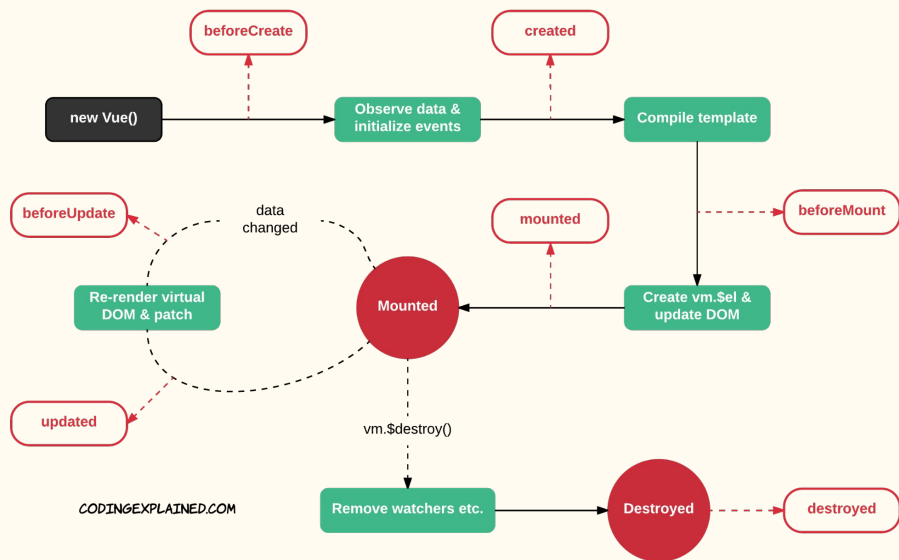 beforeCreate
created
new Vue()
Observe data &
initialize events
Compile template
beforeUpdate
data
changed
mounted
beforeMount
Re-render virtual
DOM & patch
Mounted
Create vm.$el &
update DOM
updated
vm.$destroy()
CODINGEXPLAINED.COM
Remove watchers etc.
Destroyed
destroyed